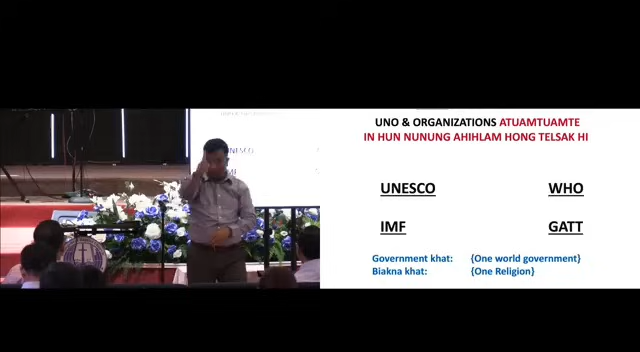 UNO & ORGANIZATIONS ATUAMTUAMTE
IN HUN NUNUNG AHIHLAM HONG TELSAK HI
UNESCO WHO
IMF GATT
Government khat: {One world government}
Biakna khat: {One Religion}
UNESCO